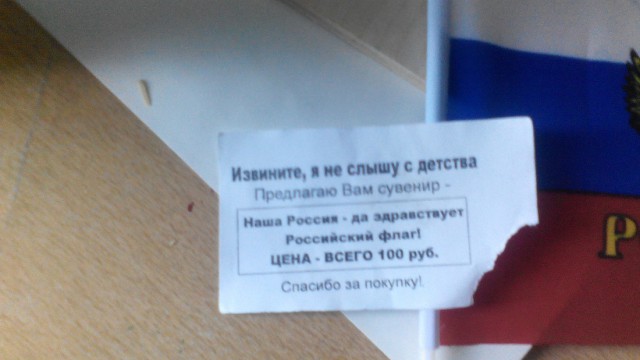 Извините, я не слышу с детства
Предлагаю Вам сувенир -
Наша Россия - да здравствует
Российский флаг!
ЦЕНА - ВСЕГО 100 руб.
Спасибо за покупку!
Р